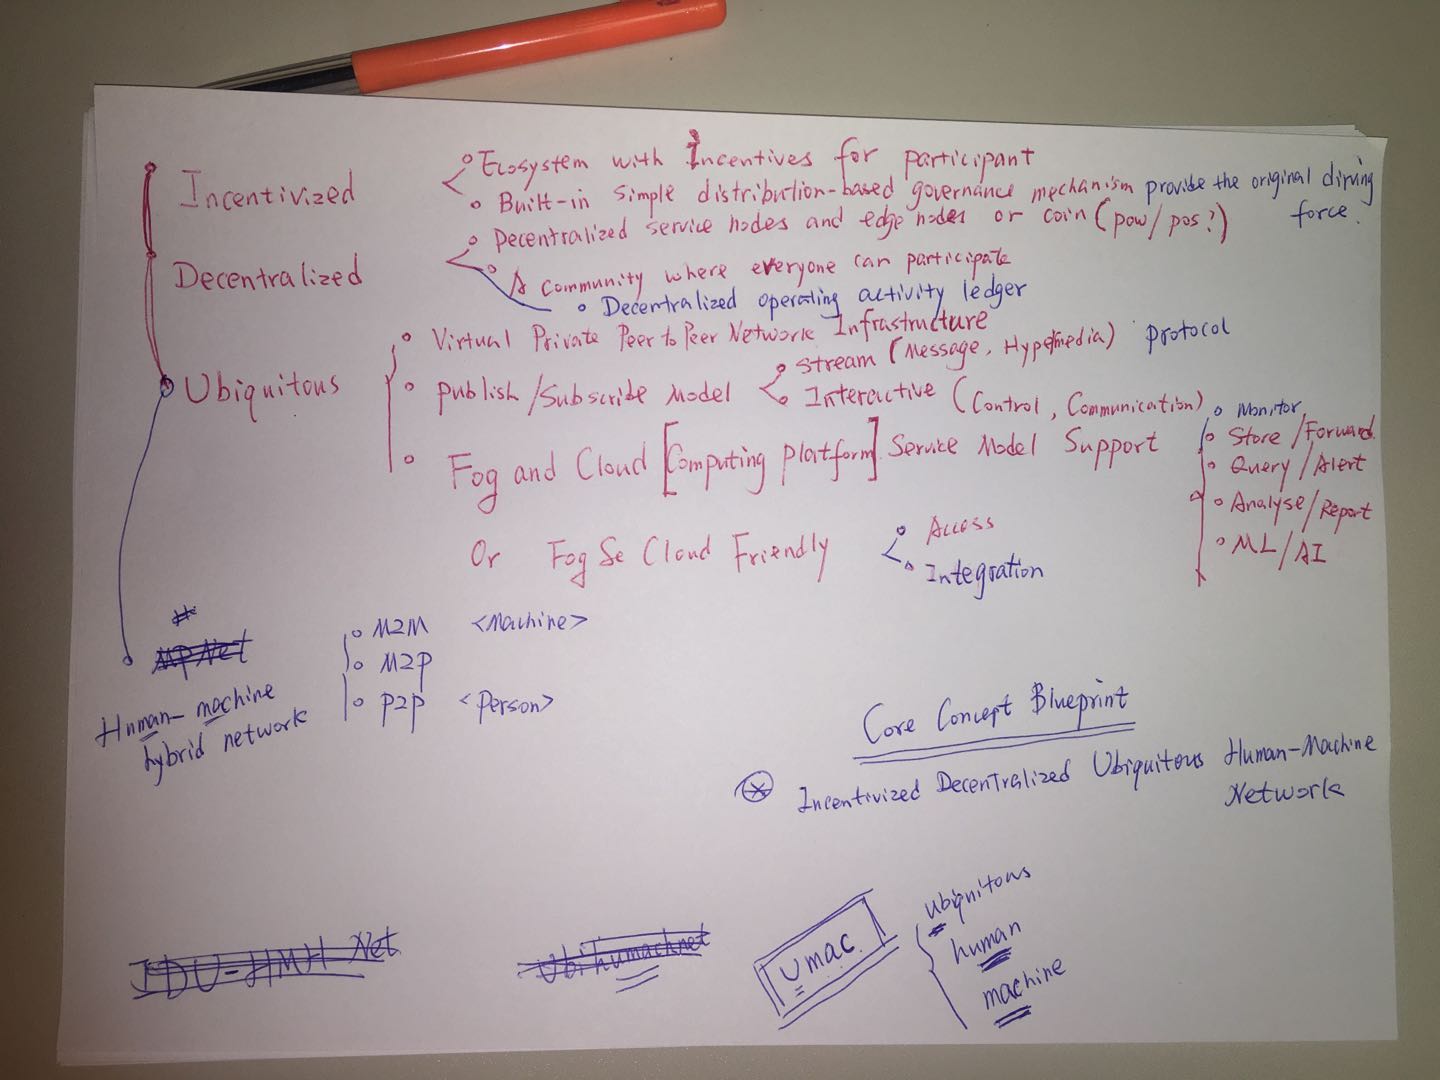 Incentivized
Ecosystem with Incentives for participant
Built-in simple distribution-based governance mechanism provide the original driving force.
Decentralized
Decentralized service nodes and edge nodes or coin (pow/pos?)
A community where everyone can participate
Decentralized operating activity ledger
Ubiquitous
Virtual Private Peer to Peer Network Infrastructure
Publish/Subscribe Model
Stream (Message, Hypermedia) protocol
Interactive (Control, Communication)
Fog and Cloud [Computing Platform] Service Model Support
Monitor
Store/Forward
Query/Alert
Analyse/Report
ML/AI
Or Fog Se Cloud Friendly
Access
Integration
#
MPNet
Human-machine
hybrid network
M2M <Machine>
M2P
P2P <Person>
Core Concept Blueprint
Incentivized Decentralized Ubiquitous Human-Machine
Network
IDU-HMH Net
Ubihumachnet
Umac.
ubiquitous
human
machine